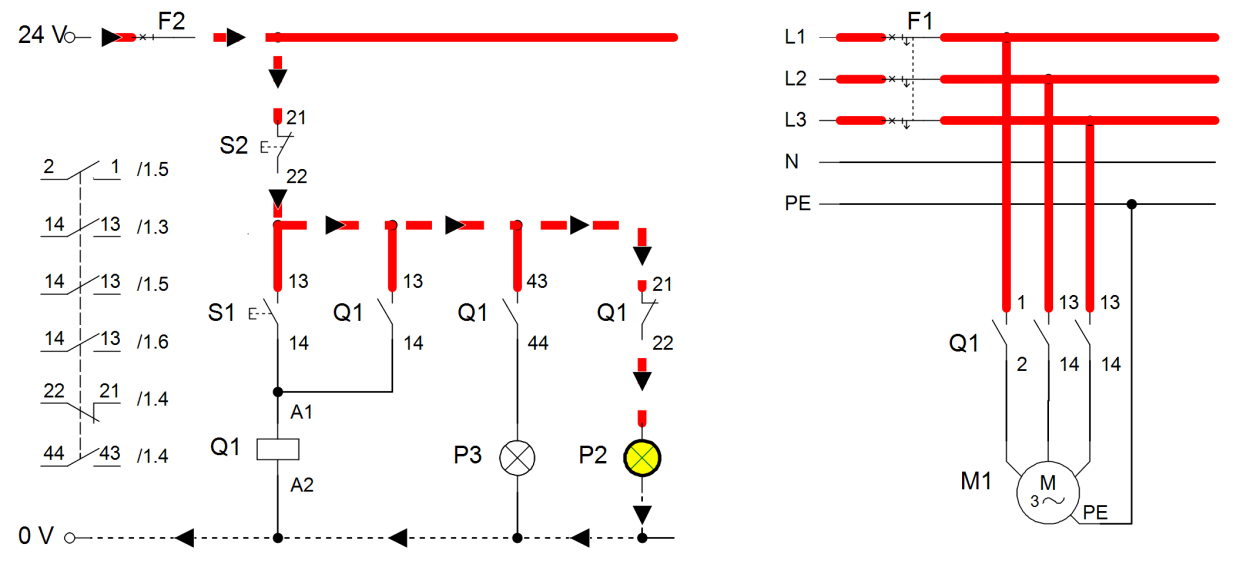 24 V
F2
F1
L1
L2
L3
N
PE
21
S2
22
2 1 /1.5
14 13 /1.3
14 13 /1.5
14 13 /1.6
22 21 /1.4
44 43 /1.4
13 13 43 21
S1 Q1 Q1 Q1
14 14 44 22
A1
Q1 P3 P2
A2
0 V
1 13 13
Q1
2 14 14
M1
M
3
PE